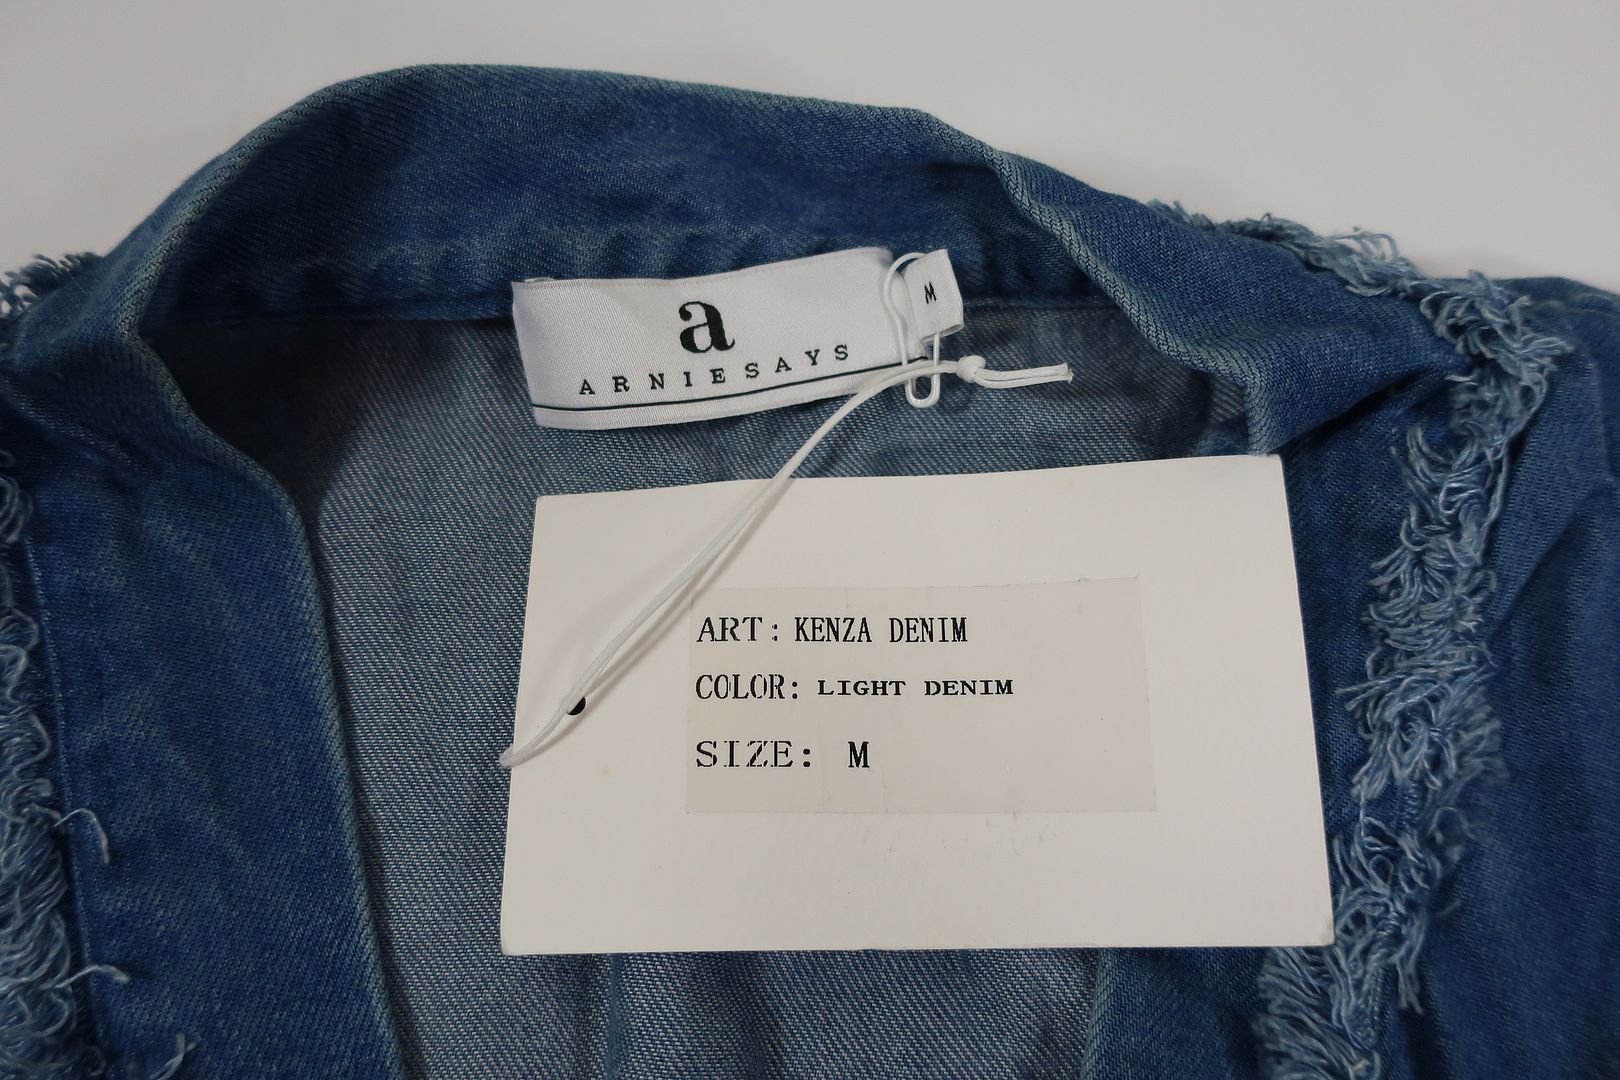 a
M
ARNIESAYS
ART: KENZA DENIM
COLOR: LIGHT DENIM
SIZE: M